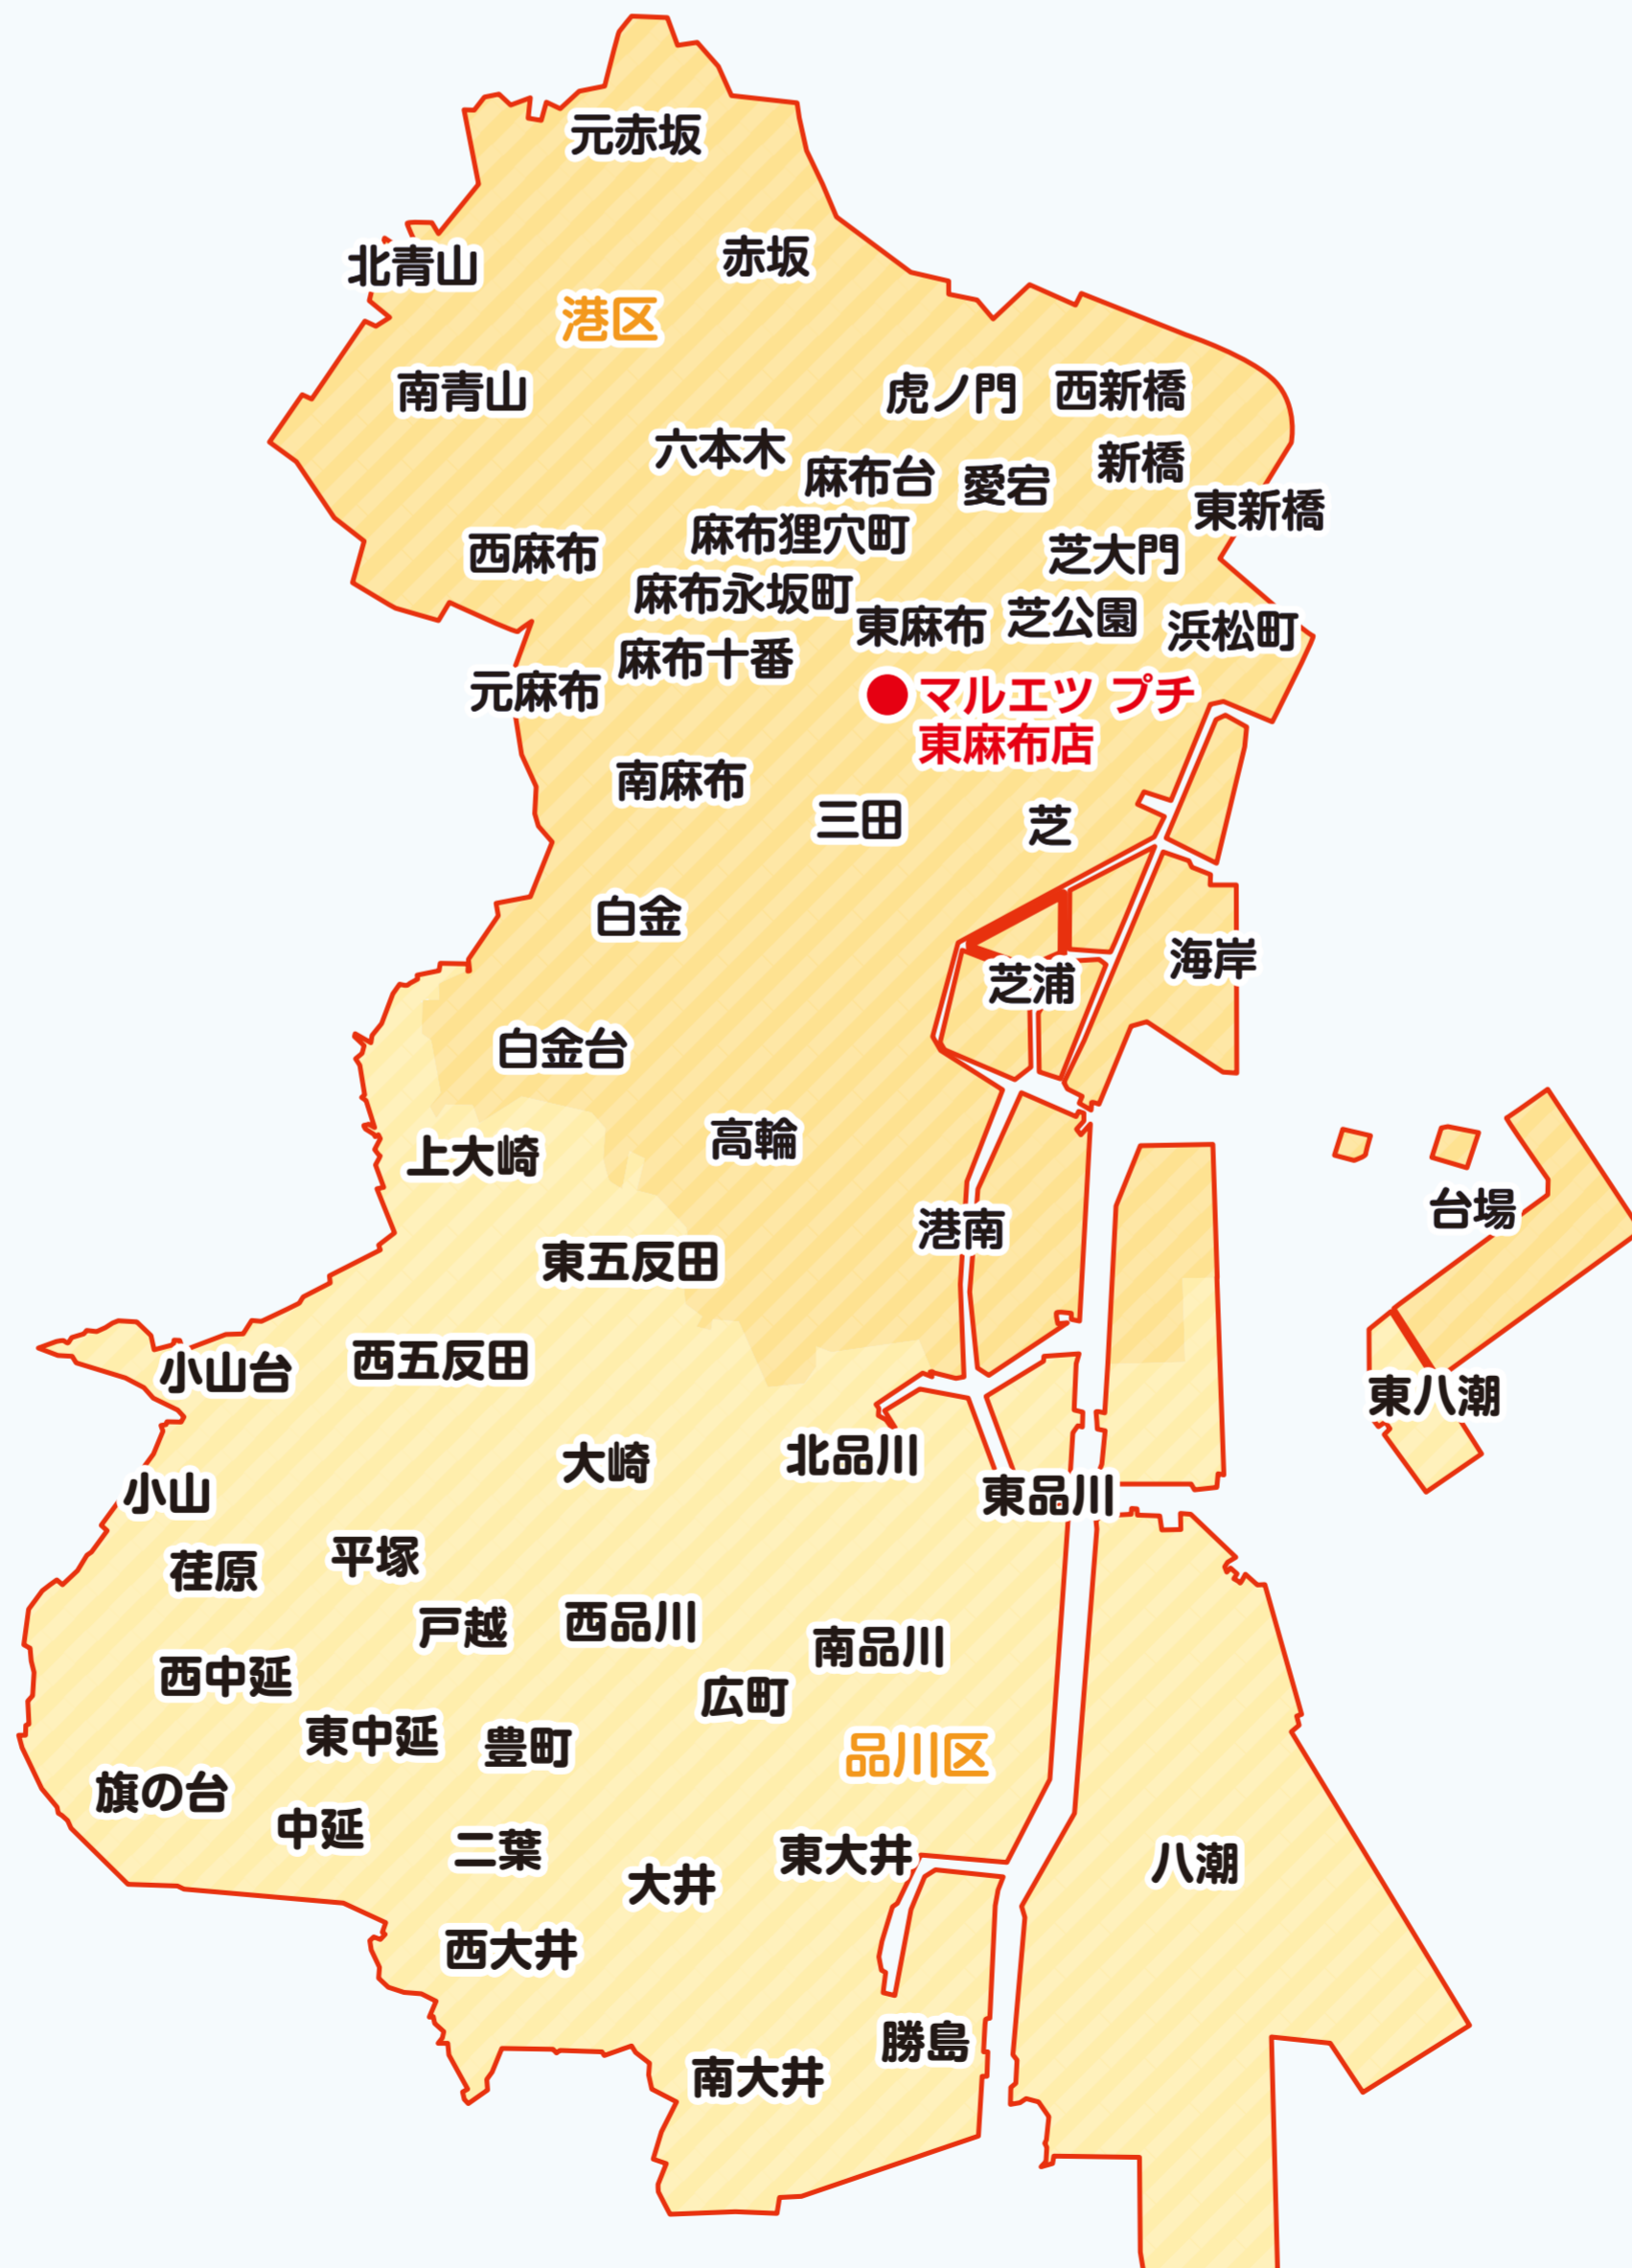 元赤坂
赤坂
北青山
港区
南青山
虎ノ門
西新橋
六本木
麻布台
愛宕
新橋
東新橋
麻布狸穴町
西麻布
芝大門
麻布永坂町
東麻布
芝公園
浜松町
麻布十番
元麻布
マルエツ プチ
東麻布店
南麻布
三田
芝
白金
海岸
芝浦
白金台
高輪
上大崎
台場
港南
東五反田
西五反田
小山台
東八潮
大崎
北品川
小山
東品川
平塚
荏原
戸越
西品川
南品川
西中延
広町
東中延
豊町
品川区
旗の台
中延
二葉
東大井
八潮
大井
西大井
勝島
南大井